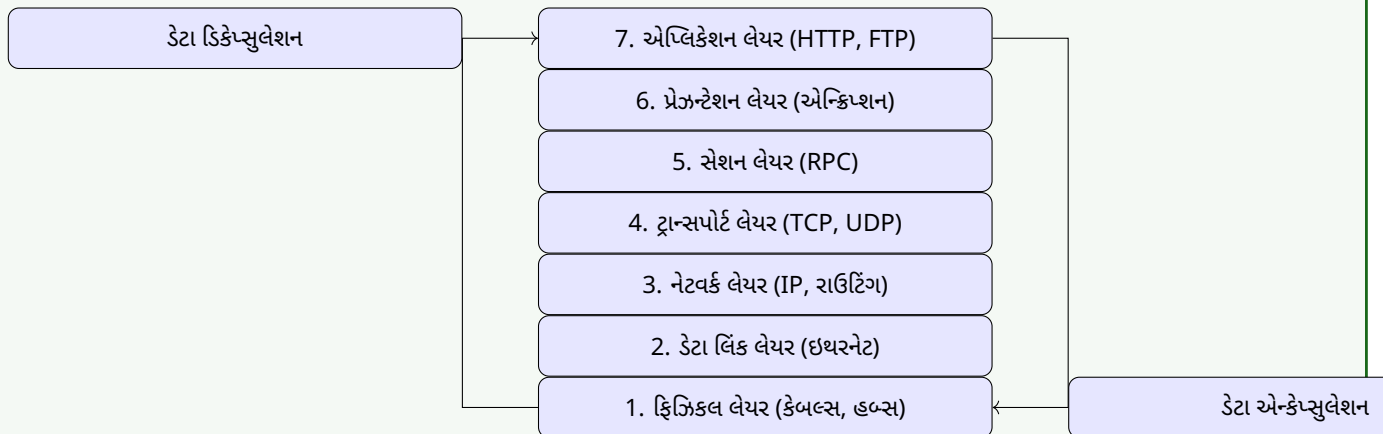 ડેટા ડિકેપ્સુલેશન
7. એપ્લિકેશન લેયર (HTTP, FTP)
6. પ્રેઝન્ટેશન લેયર (એન્ક્રિપ્શન)
5. સેશન લેયર (RPC)
4. ટ્રાન્સપોર્ટ લેયર (TCP, UDP)
3. નેટવર્ક લેયર (IP, રાઉટિંગ)
2. ડેટા લિંક લેયર (ઇથરનેટ)
1. ફિઝિકલ લેયર (કેબલ્સ, હબ્સ)
ડેટા એન્કેપ્સુલેશન